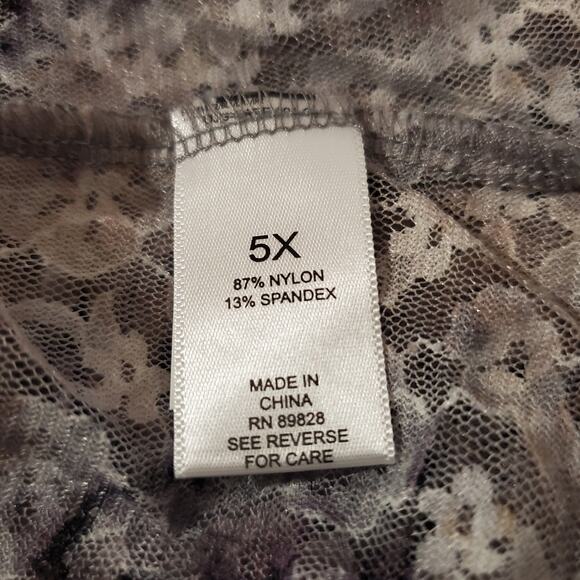 5X
87% NYLON
13% SPANDEX
MADE IN
CHINA
RN 89828
SEE REVERSE
FOR CARE